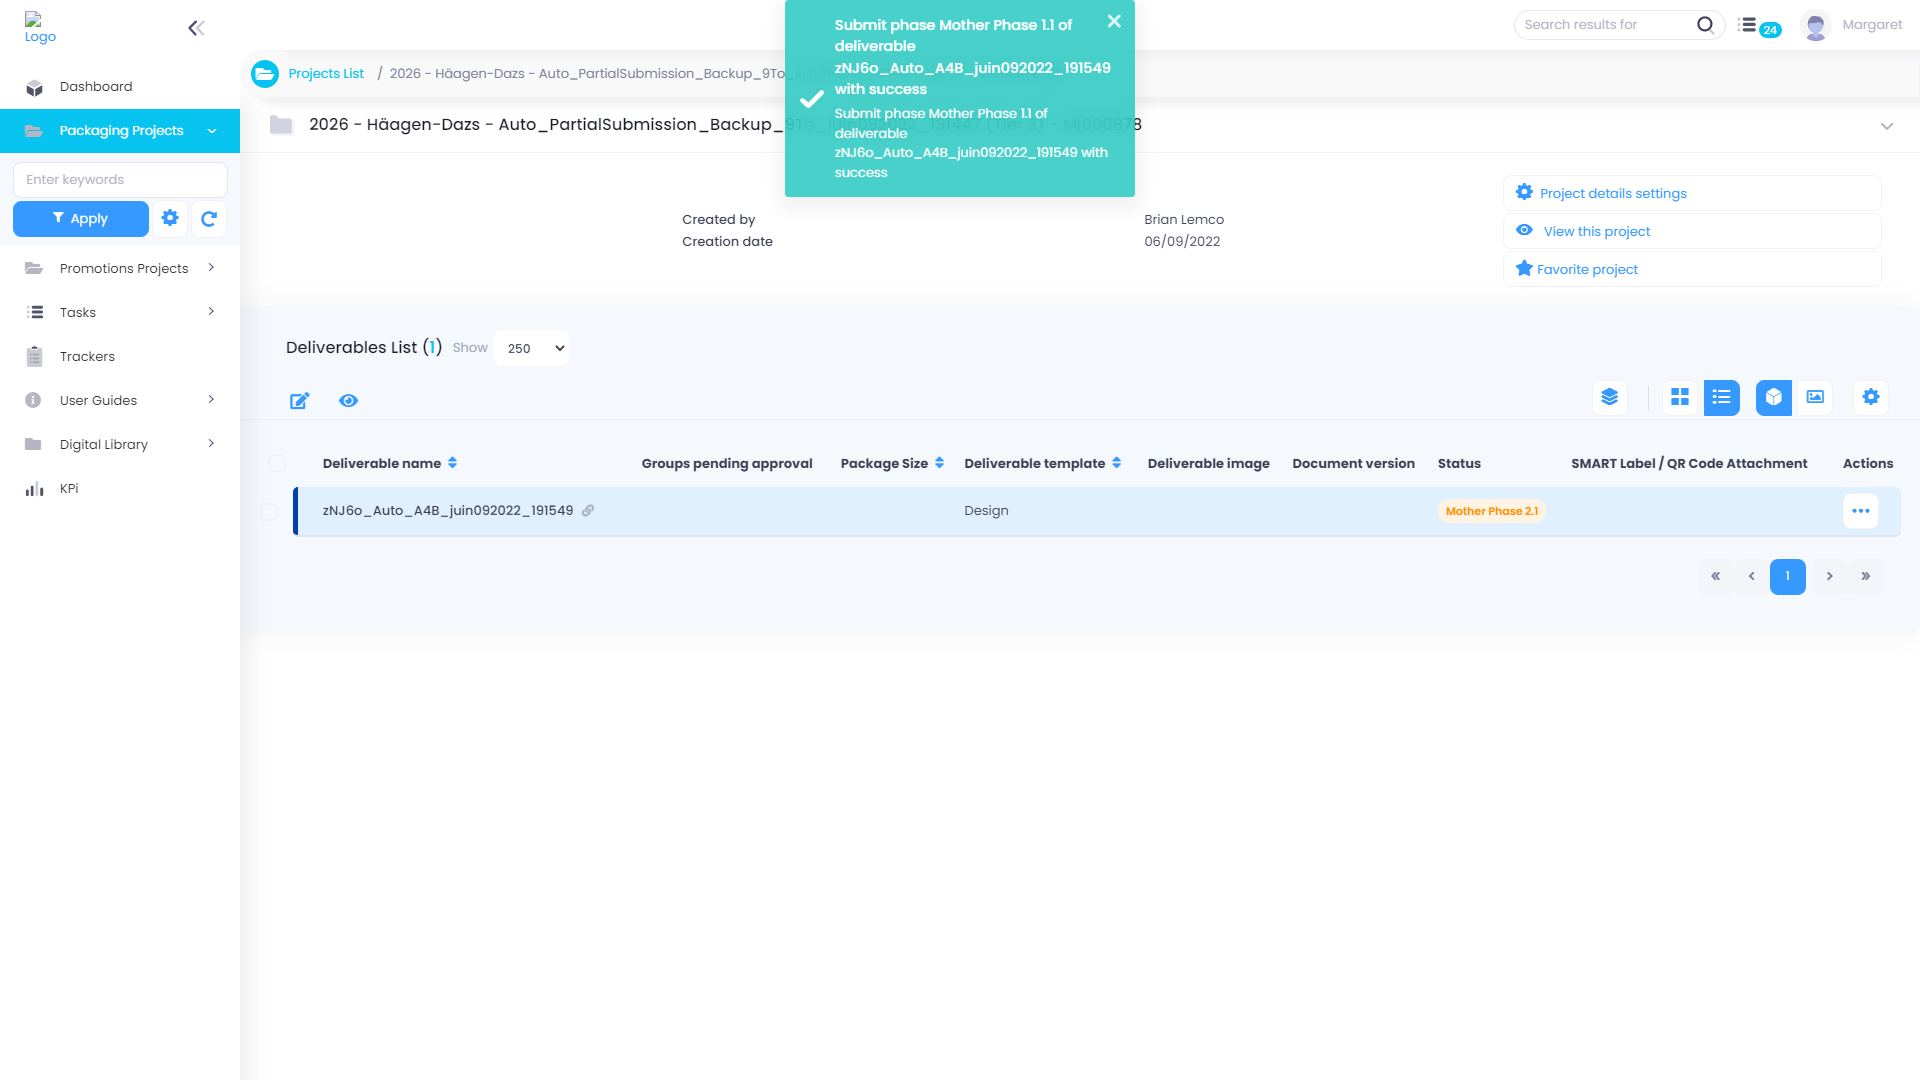 Logo
Submit phase Mother Phase 1.1 of
deliverable
zNJ6o_Auto_A4B_juin092022_191549
with success
Submit phase Mother Phase 1.1 of
deliverable
zNJ6o_Auto_A4B_juin092022_191549 with
success
Search results for
24
Margaret
Projects List / 2026 - Häagen-Dazs - Auto_PartialSubmission_Backup_9To_
2026 - Häagen-Dazs - Auto_PartialSubmission_Backup_9To_juin092022_191447 (Tier 2) - MI000878
Dashboard
Packaging Projects
Enter keywords
Apply
Promotions Projects
Tasks
Trackers
User Guides
Digital Library
KPi
Created by
Brian Lemco
Creation date
06/09/2022
Project details settings
View this project
Favorite project
Deliverables List (1) Show 250
Deliverable name Groups pending approval Package Size Deliverable template Deliverable image Document version Status SMART Label / QR Code Attachment Actions
zNJ6o_Auto_A4B_juin092022_191549 Design Mother Phase 2.1
« ‹ 1 › »